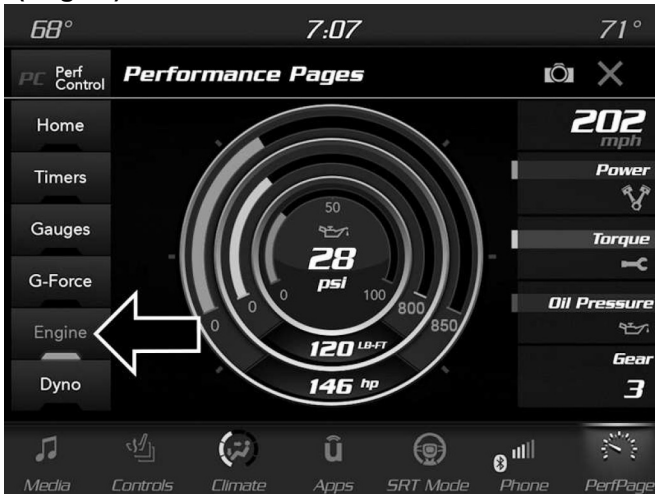 68° 7:07 71°
PC Perf Control
Performance Pages
Home
Timers
Gauges
G-Force
Engine
Dyno
50
28
psi
0
100
0
800
0
850
120 LB-FT
146 hp
202
mph
Power
Torque
Oil Pressure
Gear
3
Media Controls Climate Apps SRT Mode Phone PerfPage